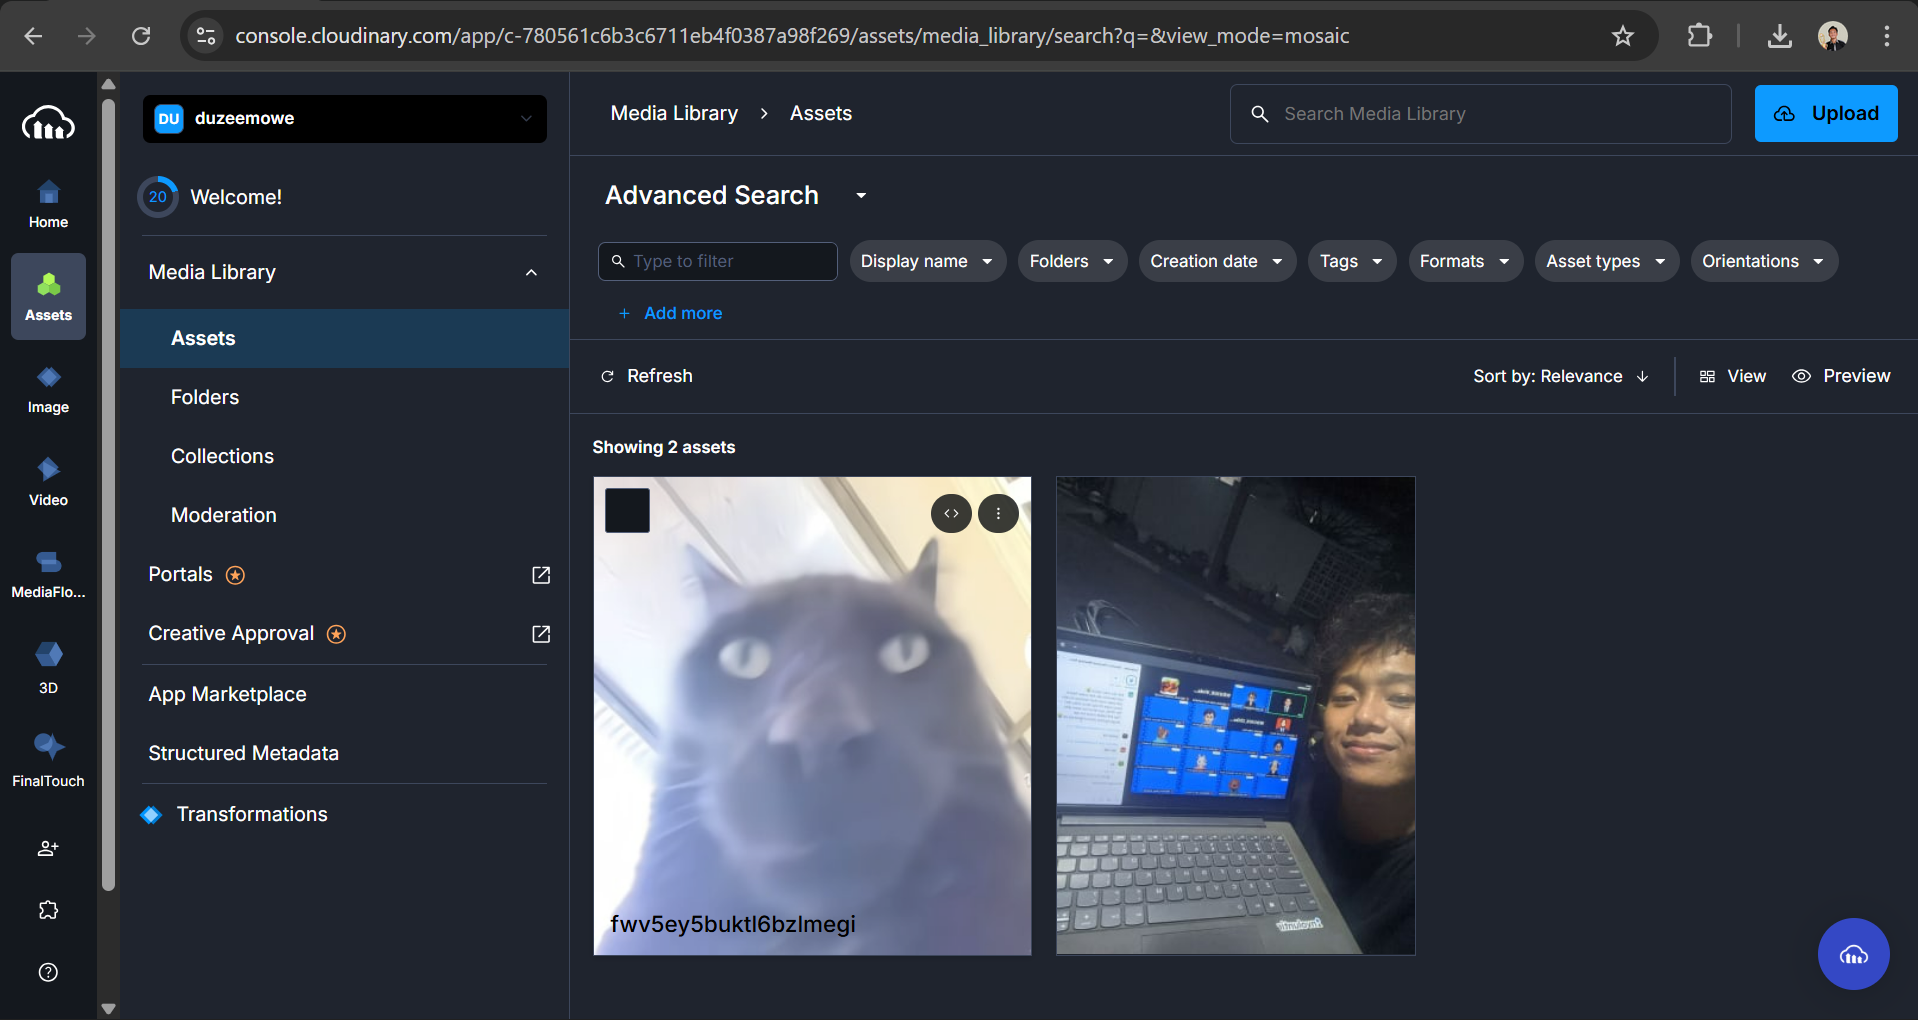 console.cloudinary.com/app/c-780561c6b3c6711eb4f0387a98f269/assets/media_library/search?q=&view_mode=mosaic
DU duzeemowe
Media Library > Assets
Search Media Library
Upload
20 Welcome!
Home
Assets
Image
Video
MediaFlo...
3D
FinalTouch
Media Library
Assets
Folders
Collections
Moderation
Portals
Creative Approval
App Marketplace
Structured Metadata
Transformations
Advanced Search
Type to filter
Display name
Folders
Creation date
Tags
Formats
Asset types
Orientations
+ Add more
Refresh
Sort by: Relevance
View
Preview
Showing 2 assets
fwv5ey5buktl6bzlmegi